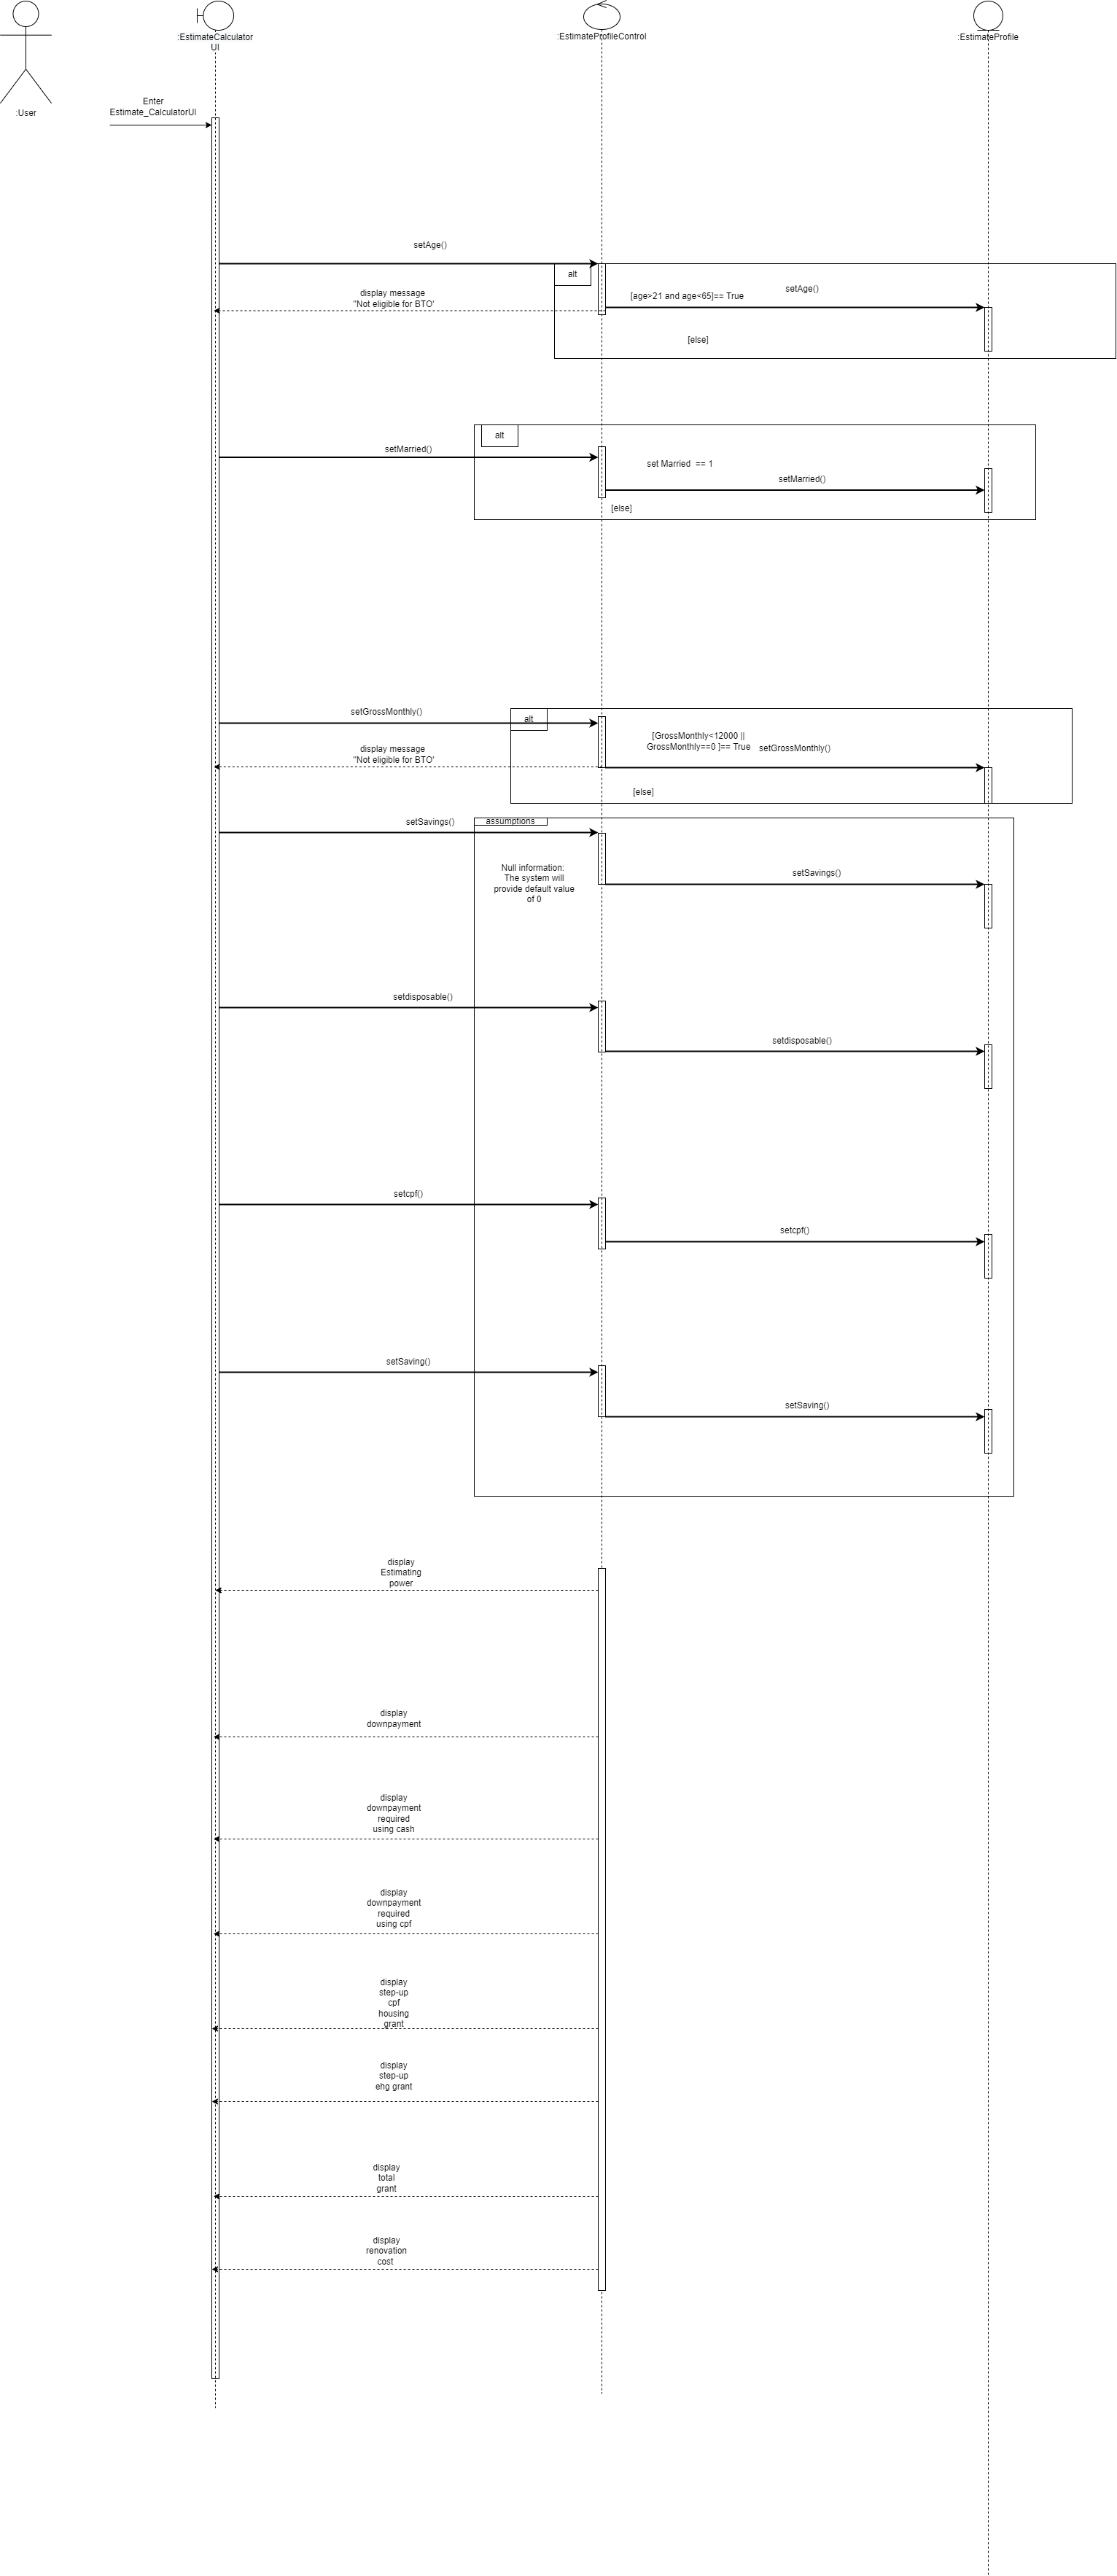 :EstimateCalculator
UI
:EstimateProfileControl
:EstimateProfile
:User
Enter
Estimate_CalculatorUI
setAge()
alt
display message
"Not eligible for BTO'
[age>21 and age<65]== True
setAge()
[else]
alt
setMarried()
set Married  == 1
setMarried()
[else]
setGrossMonthly()
alt
display message
"Not eligible for BTO'
[GrossMonthly<12000 ||
GrossMonthly==0 ]== True
setGrossMonthly()
[else]
setSavings()
assumptions
Null information:
The system will
provide default value
of 0
setSavings()
setdisposable()
setdisposable()
setcpf()
setcpf()
setSaving()
setSaving()
display
Estimating
power
display
downpayment
display
downpayment
required
using cash
display
downpayment
required
using cpf
display
step-up
cpf
housing
grant
display
step-up
ehg grant
display
total
grant
display
renovation
cost